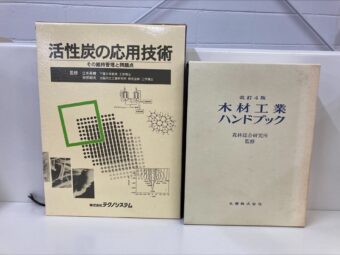 活性炭の応用技術
その維持管理と問題点
監修
株式会社 テクノシステム
改訂4版
木材工業
ハンドブック
森林総合研究所
監修
丸善株式会社